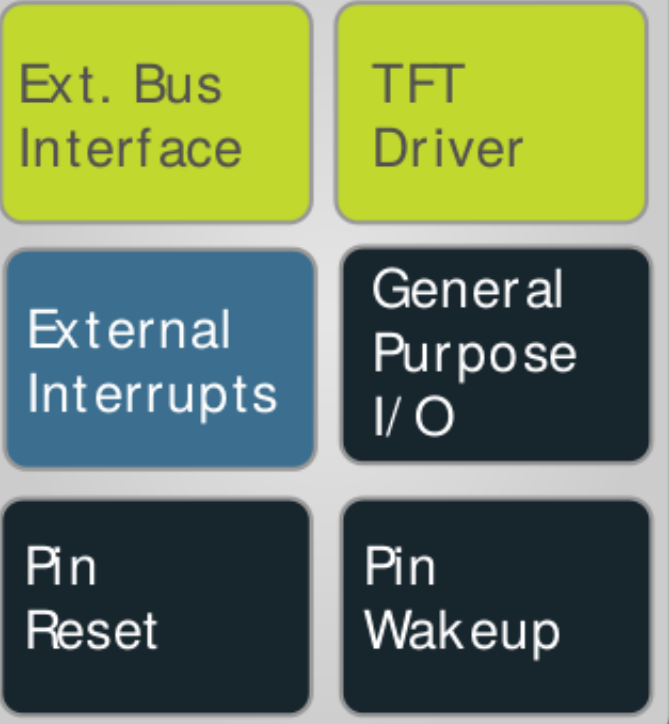 Ext. Bus
Interface
TFT
Driver
External
Interrupts
General
Purpose
I/O
Pin
Reset
Pin
Wakeup